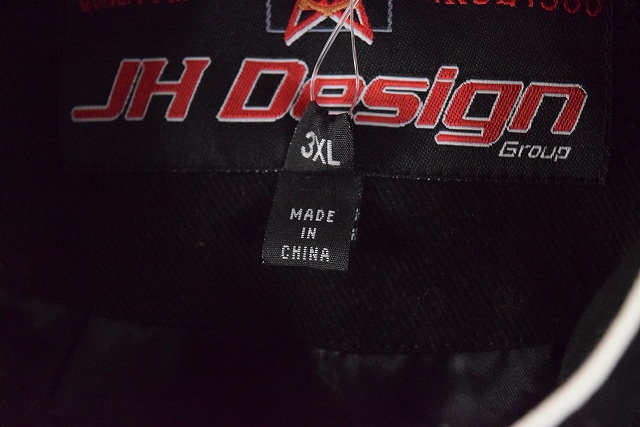 JH Design
Group
3XL
MADE
IN
CHINA